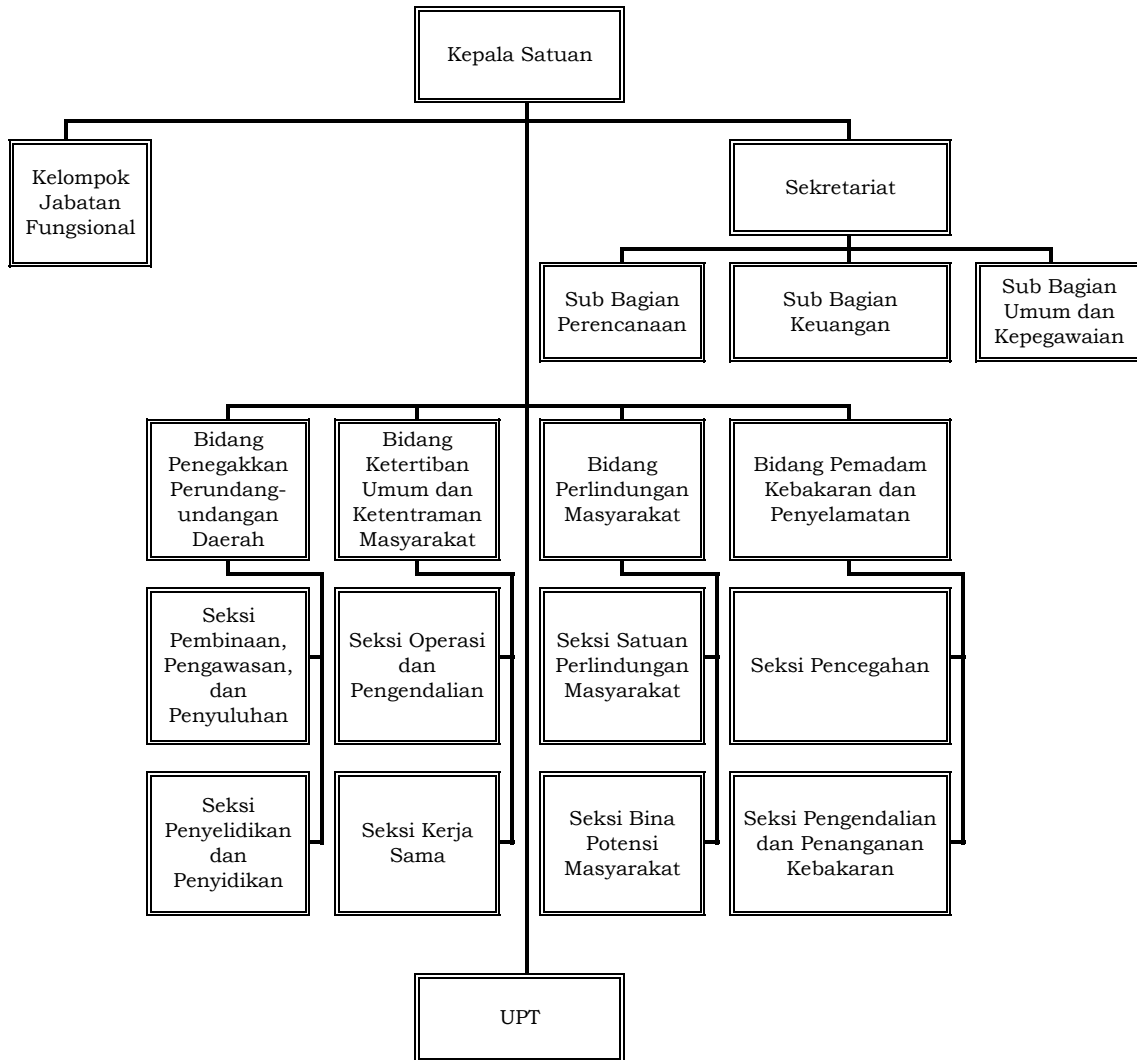 Kepala Satuan
Kelompok
Jabatan
Fungsional
Sekretariat
Sub Bagian
Perencanaan
Sub Bagian
Keuangan
Sub Bagian
Umum dan
Kepegawaian
Bidang
Penegakkan
Perundang-
undangan
Daerah
Bidang
Ketertiban
Umum dan
Ketentraman
Masyarakat
Bidang
Perlindungan
Masyarakat
Bidang Pemadam
Kebakaran dan
Penyelamatan
Seksi
Pembinaan,
Pengawasan,
dan
Penyuluhan
Seksi Operasi
dan
Pengendalian
Seksi Satuan
Perlindungan
Masyarakat
Seksi Pencegahan
Seksi
Penyelidikan
dan
Penyidikan
Seksi Kerja
Sama
Seksi Bina
Potensi
Masyarakat
Seksi Pengendalian
dan Penanganan
Kebakaran
UPT